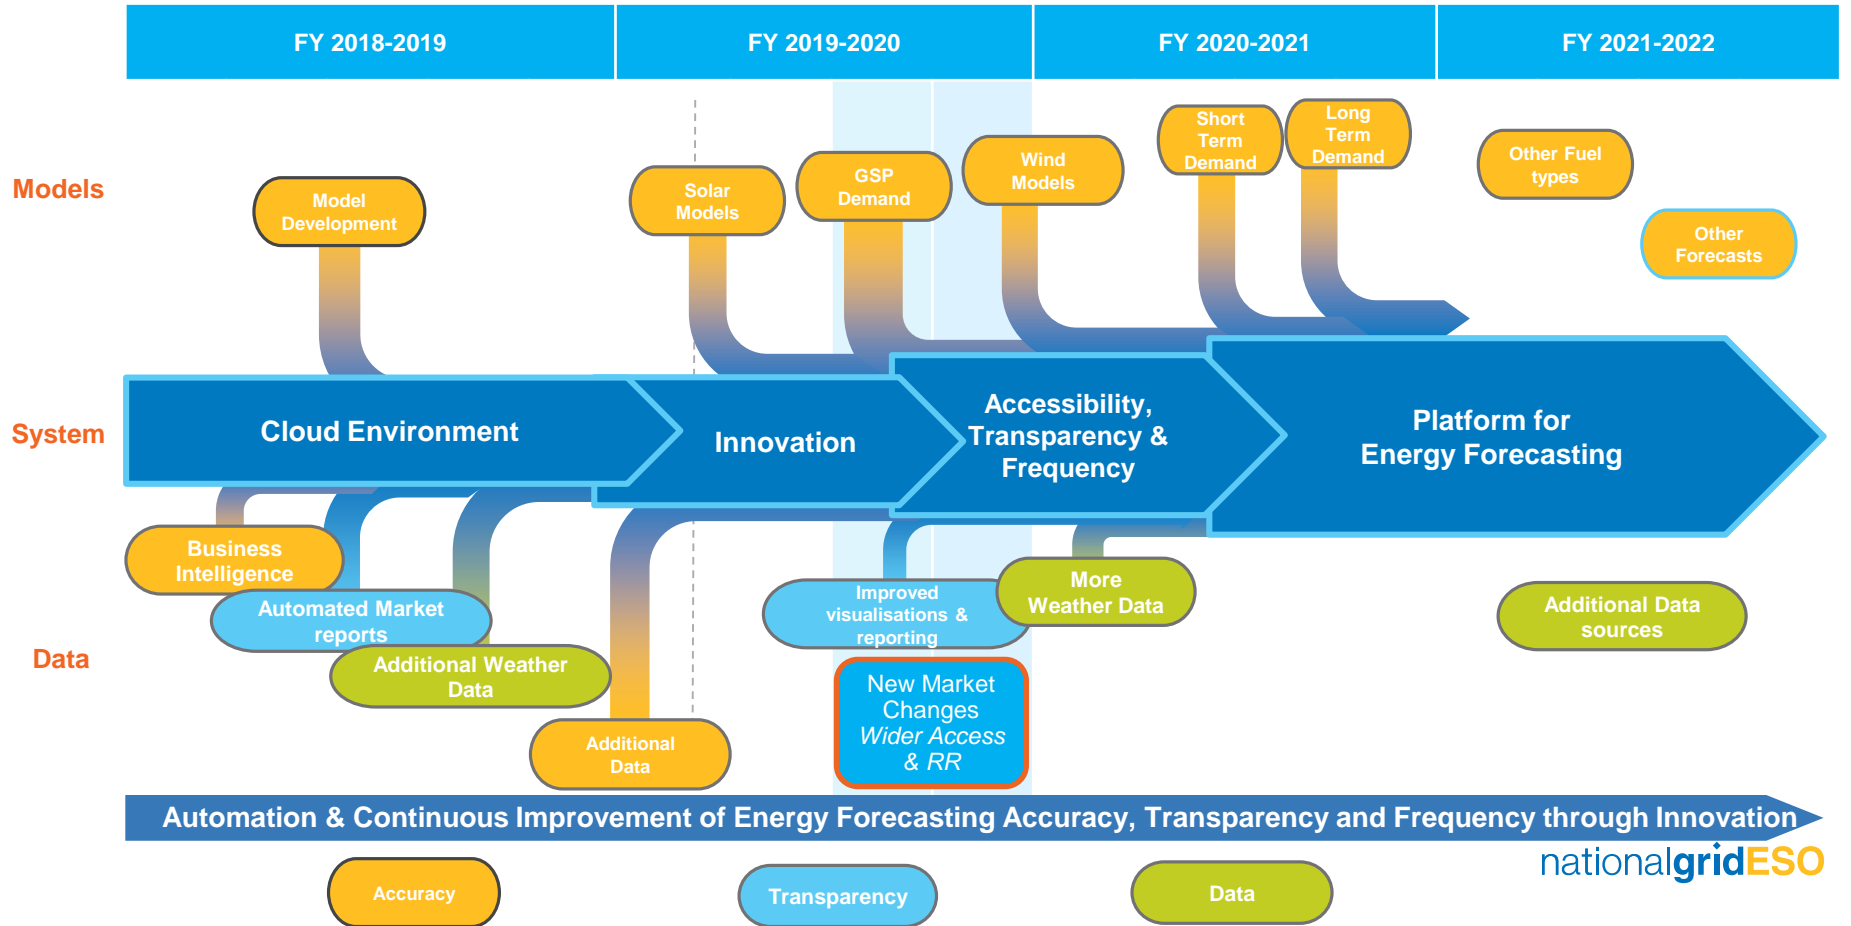 FY 2018-2019
FY 2019-2020
FY 2020-2021
FY 2021-2022
Models
Model
Development
Solar
Models
GSP
Demand
Wind
Models
Short
Term
Demand
Long
Term
Demand
Other Fuel
types
Other
Forecasts
System
Cloud Environment
Innovation
Accessibility,
Transparency &
Frequency
Platform for
Energy Forecasting
Data
Business
Intelligence
Automated Market
reports
Additional Weather
Data
Additional
Data
Improved
visualisations &
reporting
New Market
Changes
Wider Access
& RR
More
Weather Data
Additional Data
sources
Automation & Continuous Improvement of Energy Forecasting Accuracy, Transparency and Frequency through Innovation
nationalgridESO
Accuracy
Transparency
Data